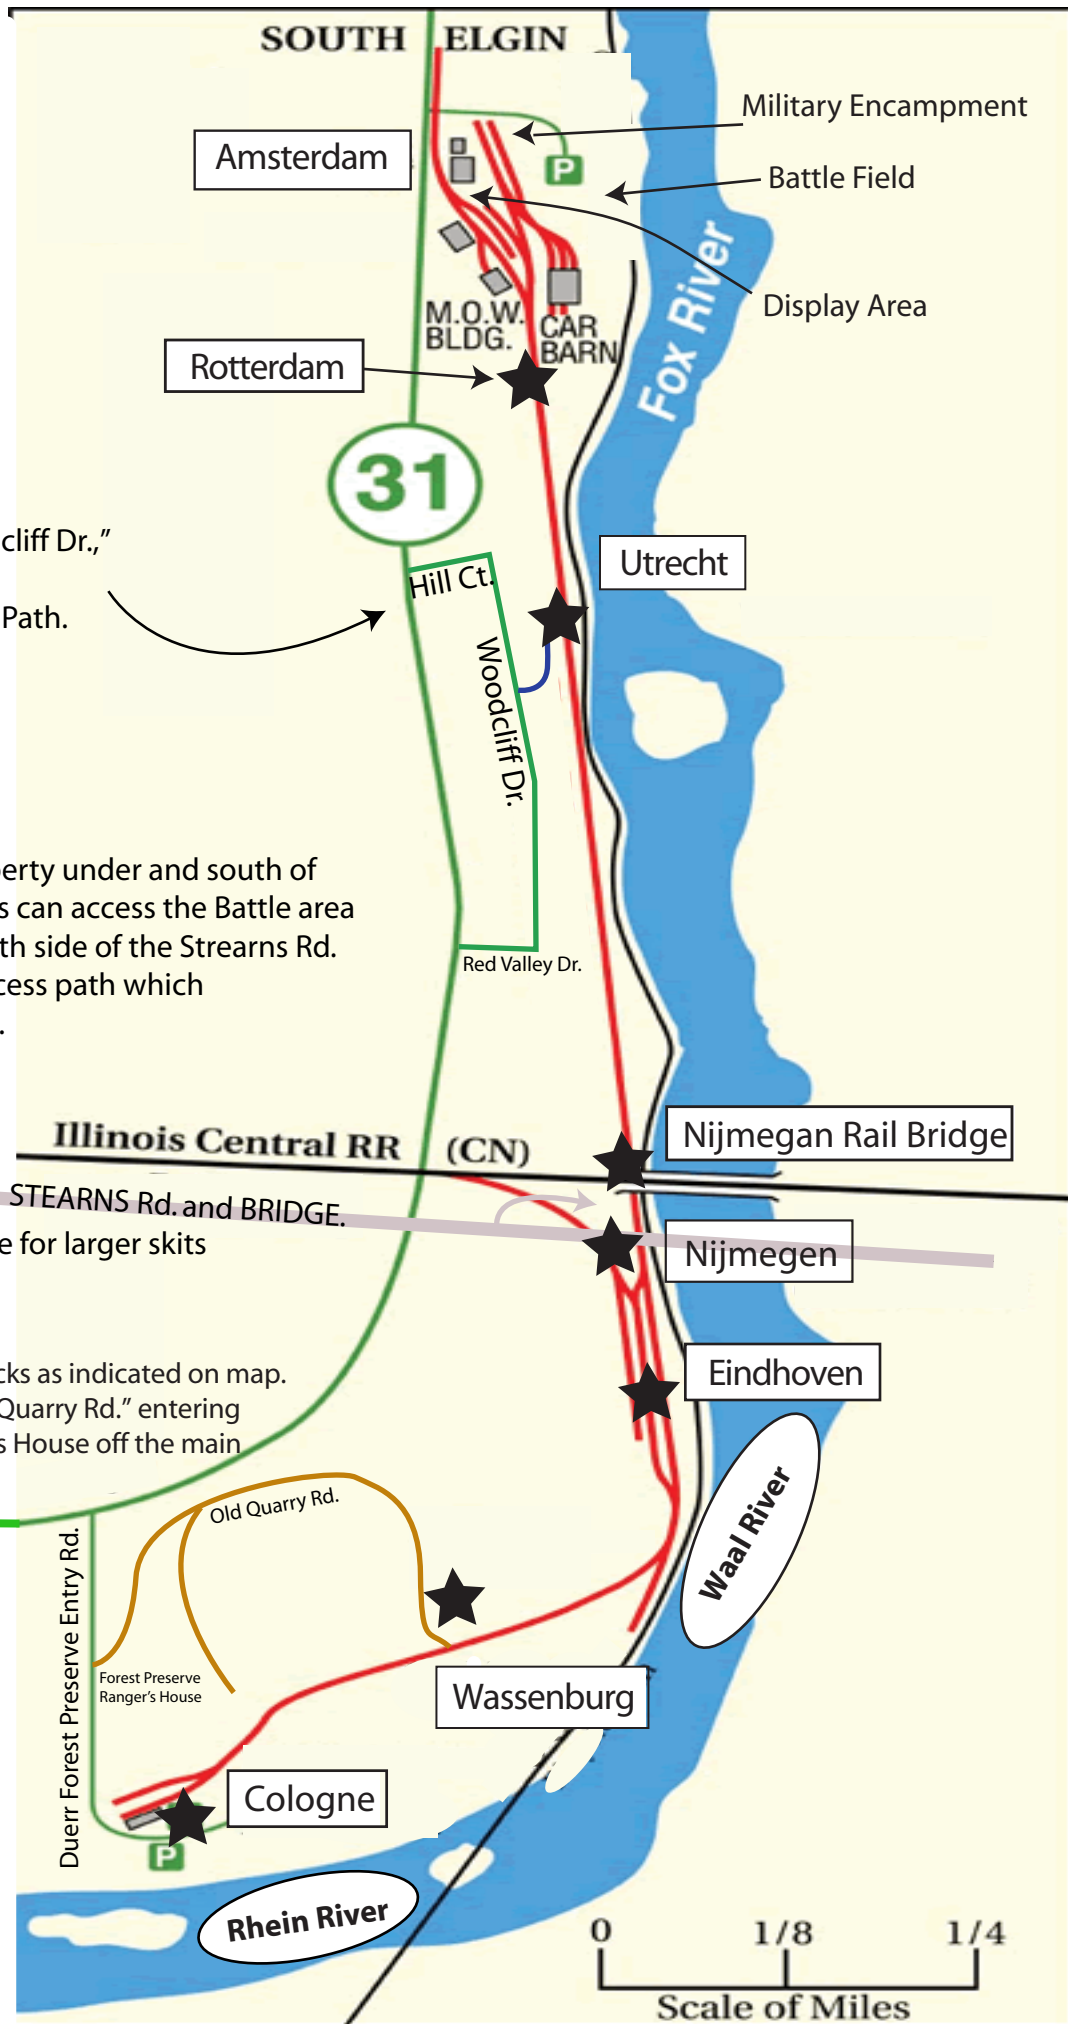 SOUTH ELGIN
Military Encampment
Amsterdam
P
Battle Field
Fox River
Display Area
M.O.W.
BLDG.
CAR
BARN
Rotterdam
31
cliff Dr.,”
Path.
Hill Ct.
Utrecht
Woodcliff Dr.
erty under and south of
s can access the Battle area
th side of the Strearns Rd.
cess path which
.
Red Valley Dr.
Illinois Central RR (CN)
Nijmegan Rail Bridge
STEARNS Rd. and BRIDGE.
e for larger skits
Nijmegen
Eindhoven
cks as indicated on map.
Quarry Rd.” entering
s House off the main
Old Quarry Rd.
Waal River
Duerr Forest Preserve Entry Rd.
Forest Preserve
Ranger’s House
Wassenburg
Cologne
P
Rhein River
0 1/8 1/4
Scale of Miles